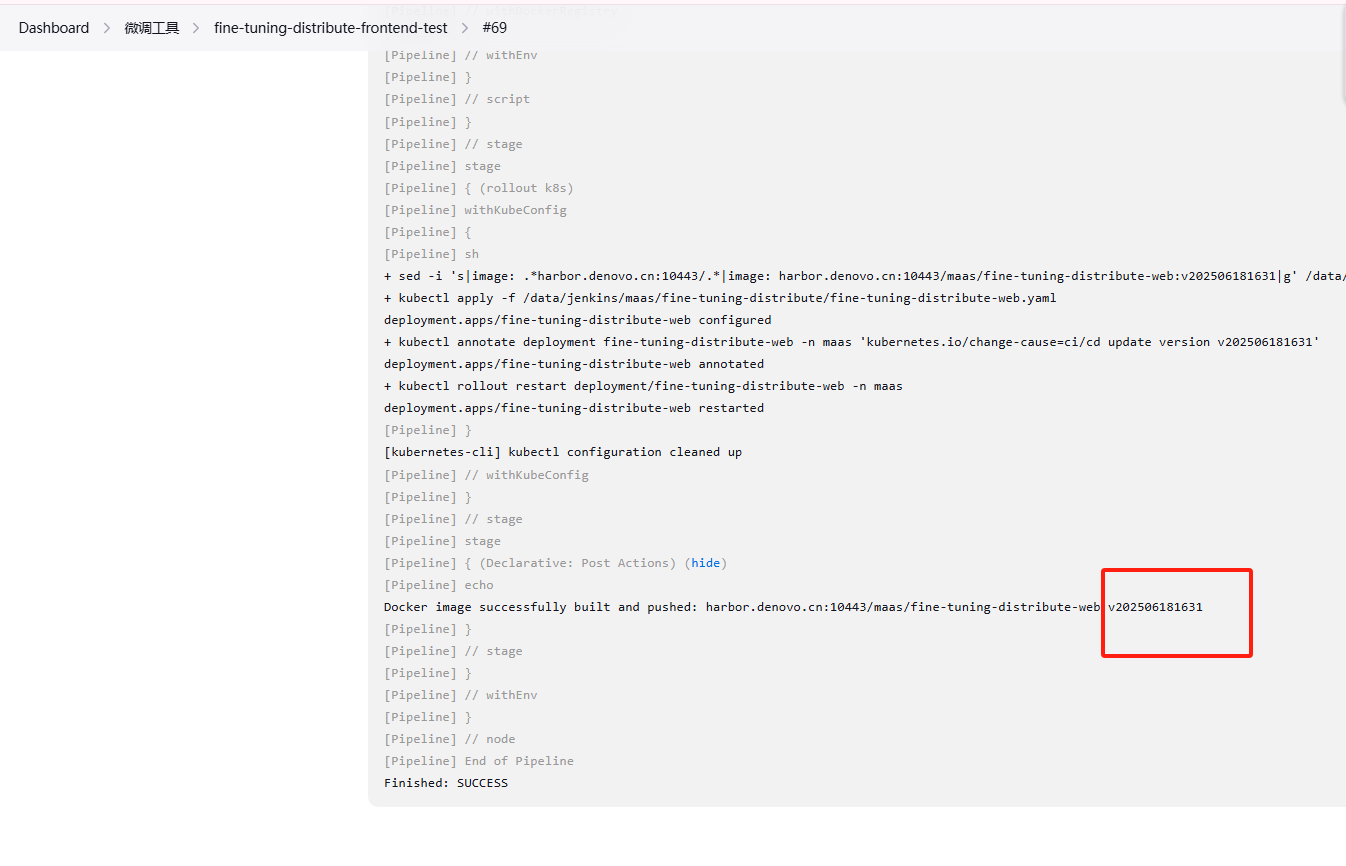 Dashboard > 微调工具 > fine-tuning-distribute-frontend-test > #69
[Pipeline] // withEnv
[Pipeline] }
[Pipeline] // script
[Pipeline] }
[Pipeline] // stage
[Pipeline] stage
[Pipeline] { (rollout k8s)
[Pipeline] withKubeConfig
[Pipeline] {
[Pipeline] sh
+ sed -i 's|image: .*harbor.denovo.cn:10443/.*|image: harbor.denovo.cn:10443/maas/fine-tuning-distribute-web:v202506181631|g' /data/
+ kubectl apply -f /data/jenkins/maas/fine-tuning-distribute/fine-tuning-distribute-web.yaml
deployment.apps/fine-tuning-distribute-web configured
+ kubectl annotate deployment fine-tuning-distribute-web -n maas 'kubernetes.io/change-cause=ci/cd update version v202506181631'
deployment.apps/fine-tuning-distribute-web annotated
+ kubectl rollout restart deployment/fine-tuning-distribute-web -n maas
deployment.apps/fine-tuning-distribute-web restarted
[Pipeline] }
[kubernetes-cli] kubectl configuration cleaned up
[Pipeline] // withKubeConfig
[Pipeline] }
[Pipeline] // stage
[Pipeline] stage
[Pipeline] { (Declarative: Post Actions) (hide)
[Pipeline] echo
Docker image successfully built and pushed: harbor.denovo.cn:10443/maas/fine-tuning-distribute-web v202506181631
[Pipeline] }
[Pipeline] // stage
[Pipeline] }
[Pipeline] // withEnv
[Pipeline] }
[Pipeline] // node
[Pipeline] End of Pipeline
Finished: SUCCESS